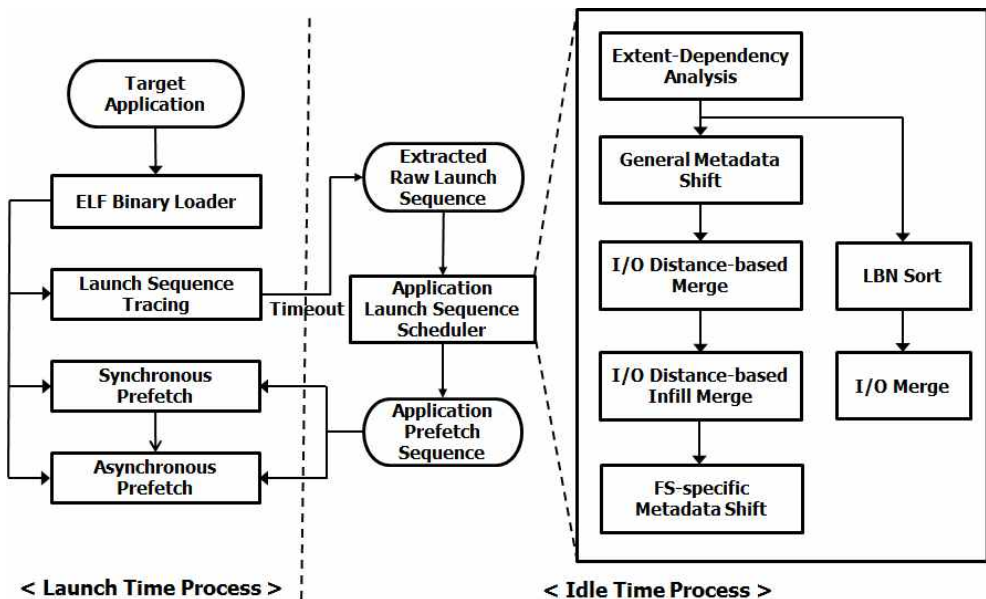 Target
Application
ELF Binary Loader
Launch Sequence
Tracing
Timeout
Synchronous
Prefetch
Asynchronous
Prefetch
< Launch Time Process >
Extracted
Raw Launch
Sequence
Application
Launch Sequence
Scheduler
Application
Prefetch
Sequence
Extent-Dependency
Analysis
General Metadata
Shift
I/O Distance-based
Merge
I/O Distance-based
Infill Merge
FS-specific
Metadata Shift
LBN Sort
I/O Merge
< Idle Time Process >